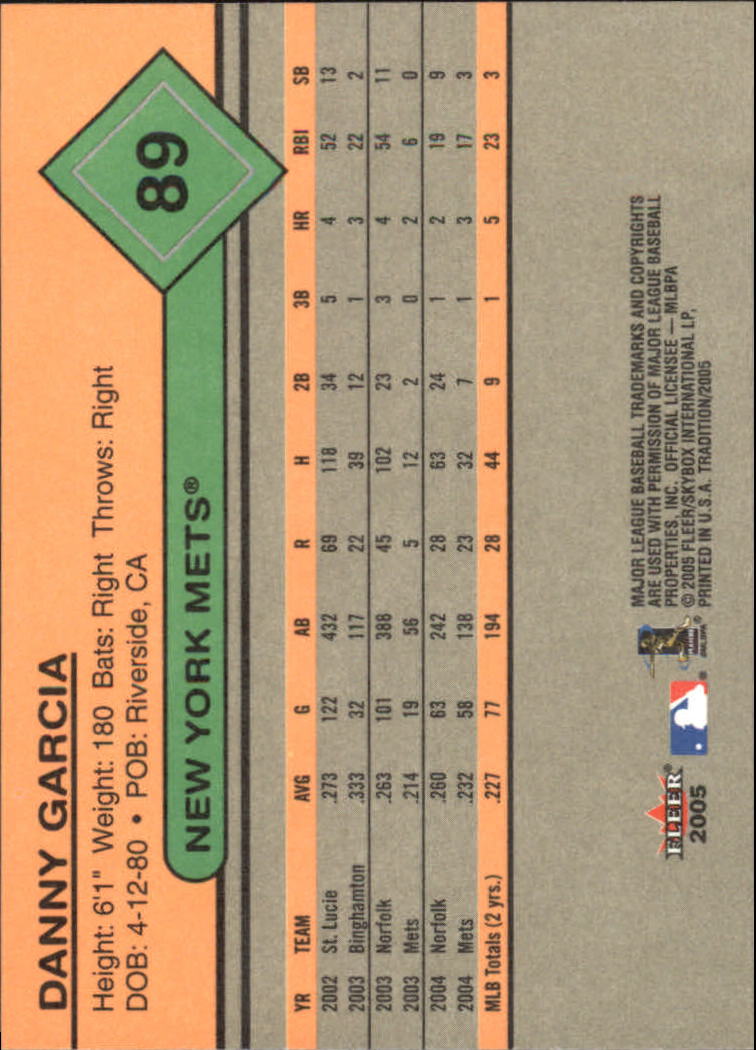 DANNY GARCIA
Height: 6'1" Weight: 180 Bats: Right Throws: Right
DOB: 4-12-80 • POB: Riverside, CA
89
NEW YORK METS®
YR TEAM AVG G AB R H 2B 3B HR RBI SB
2002 St. Lucie .273 122 432 69 118 34 5 4 52 13
2003 Binghamton .333 32 117 22 39 12 1 3 22 2
2003 Norfolk .263 101 388 45 102 23 3 4 54 11
2003 Mets .214 19 56 5 12 2 0 2 6 0
2004 Norfolk .260 63 242 28 63 24 1 2 19 9
2004 Mets .232 58 138 23 32 7 1 3 17 3
MLB Totals (2 yrs.) .227 77 194 28 44 9 1 5 23 3
FLEER®
2005
MAJOR LEAGUE BASEBALL TRADEMARKS AND COPYRIGHTS
ARE USED WITH PERMISSION OF MAJOR LEAGUE BASEBALL
PROPERTIES, INC. OFFICIAL LICENSEE — MLBPA
© 2005 FLEER/SKYBOX INTERNATIONAL LP,
PRINTED IN U.S.A. TRADITION/2005